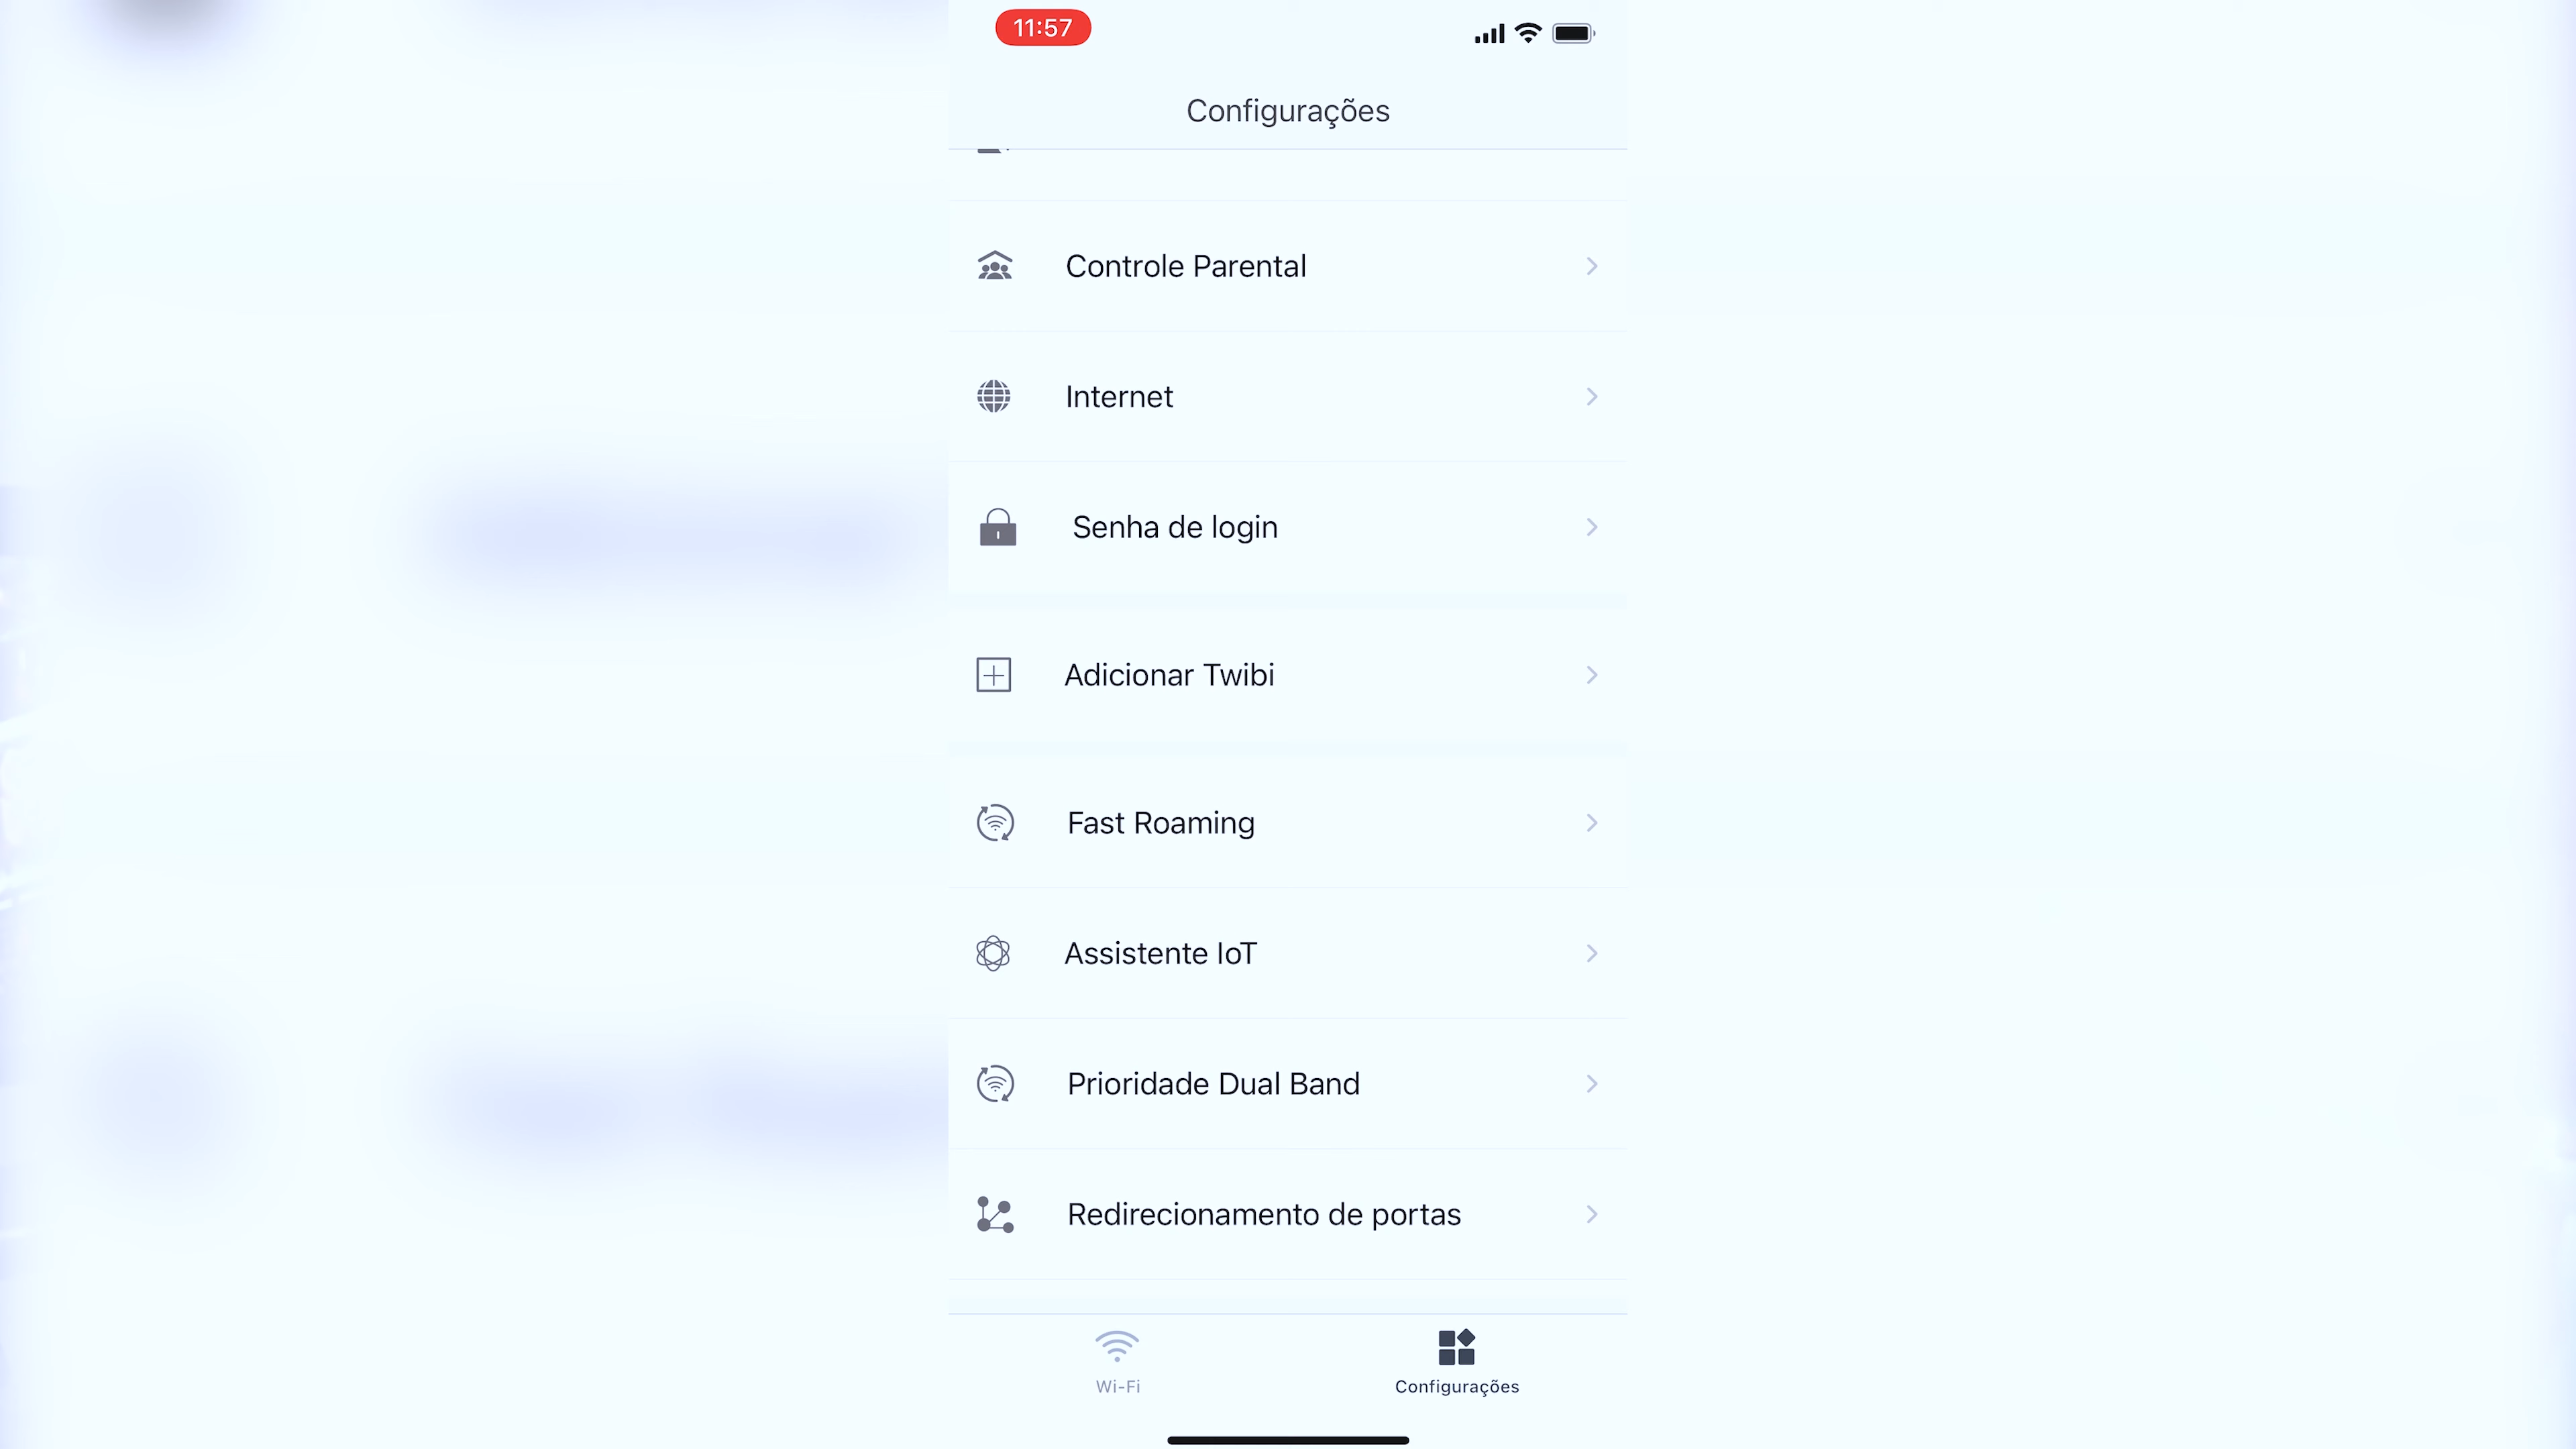 11:57
Configurações
Controle Parental
Internet
Senha de login
Adicionar Twibi
Fast Roaming
Assistente IoT
Prioridade Dual Band
Redirecionamento de portas
Wi-Fi
Configurações